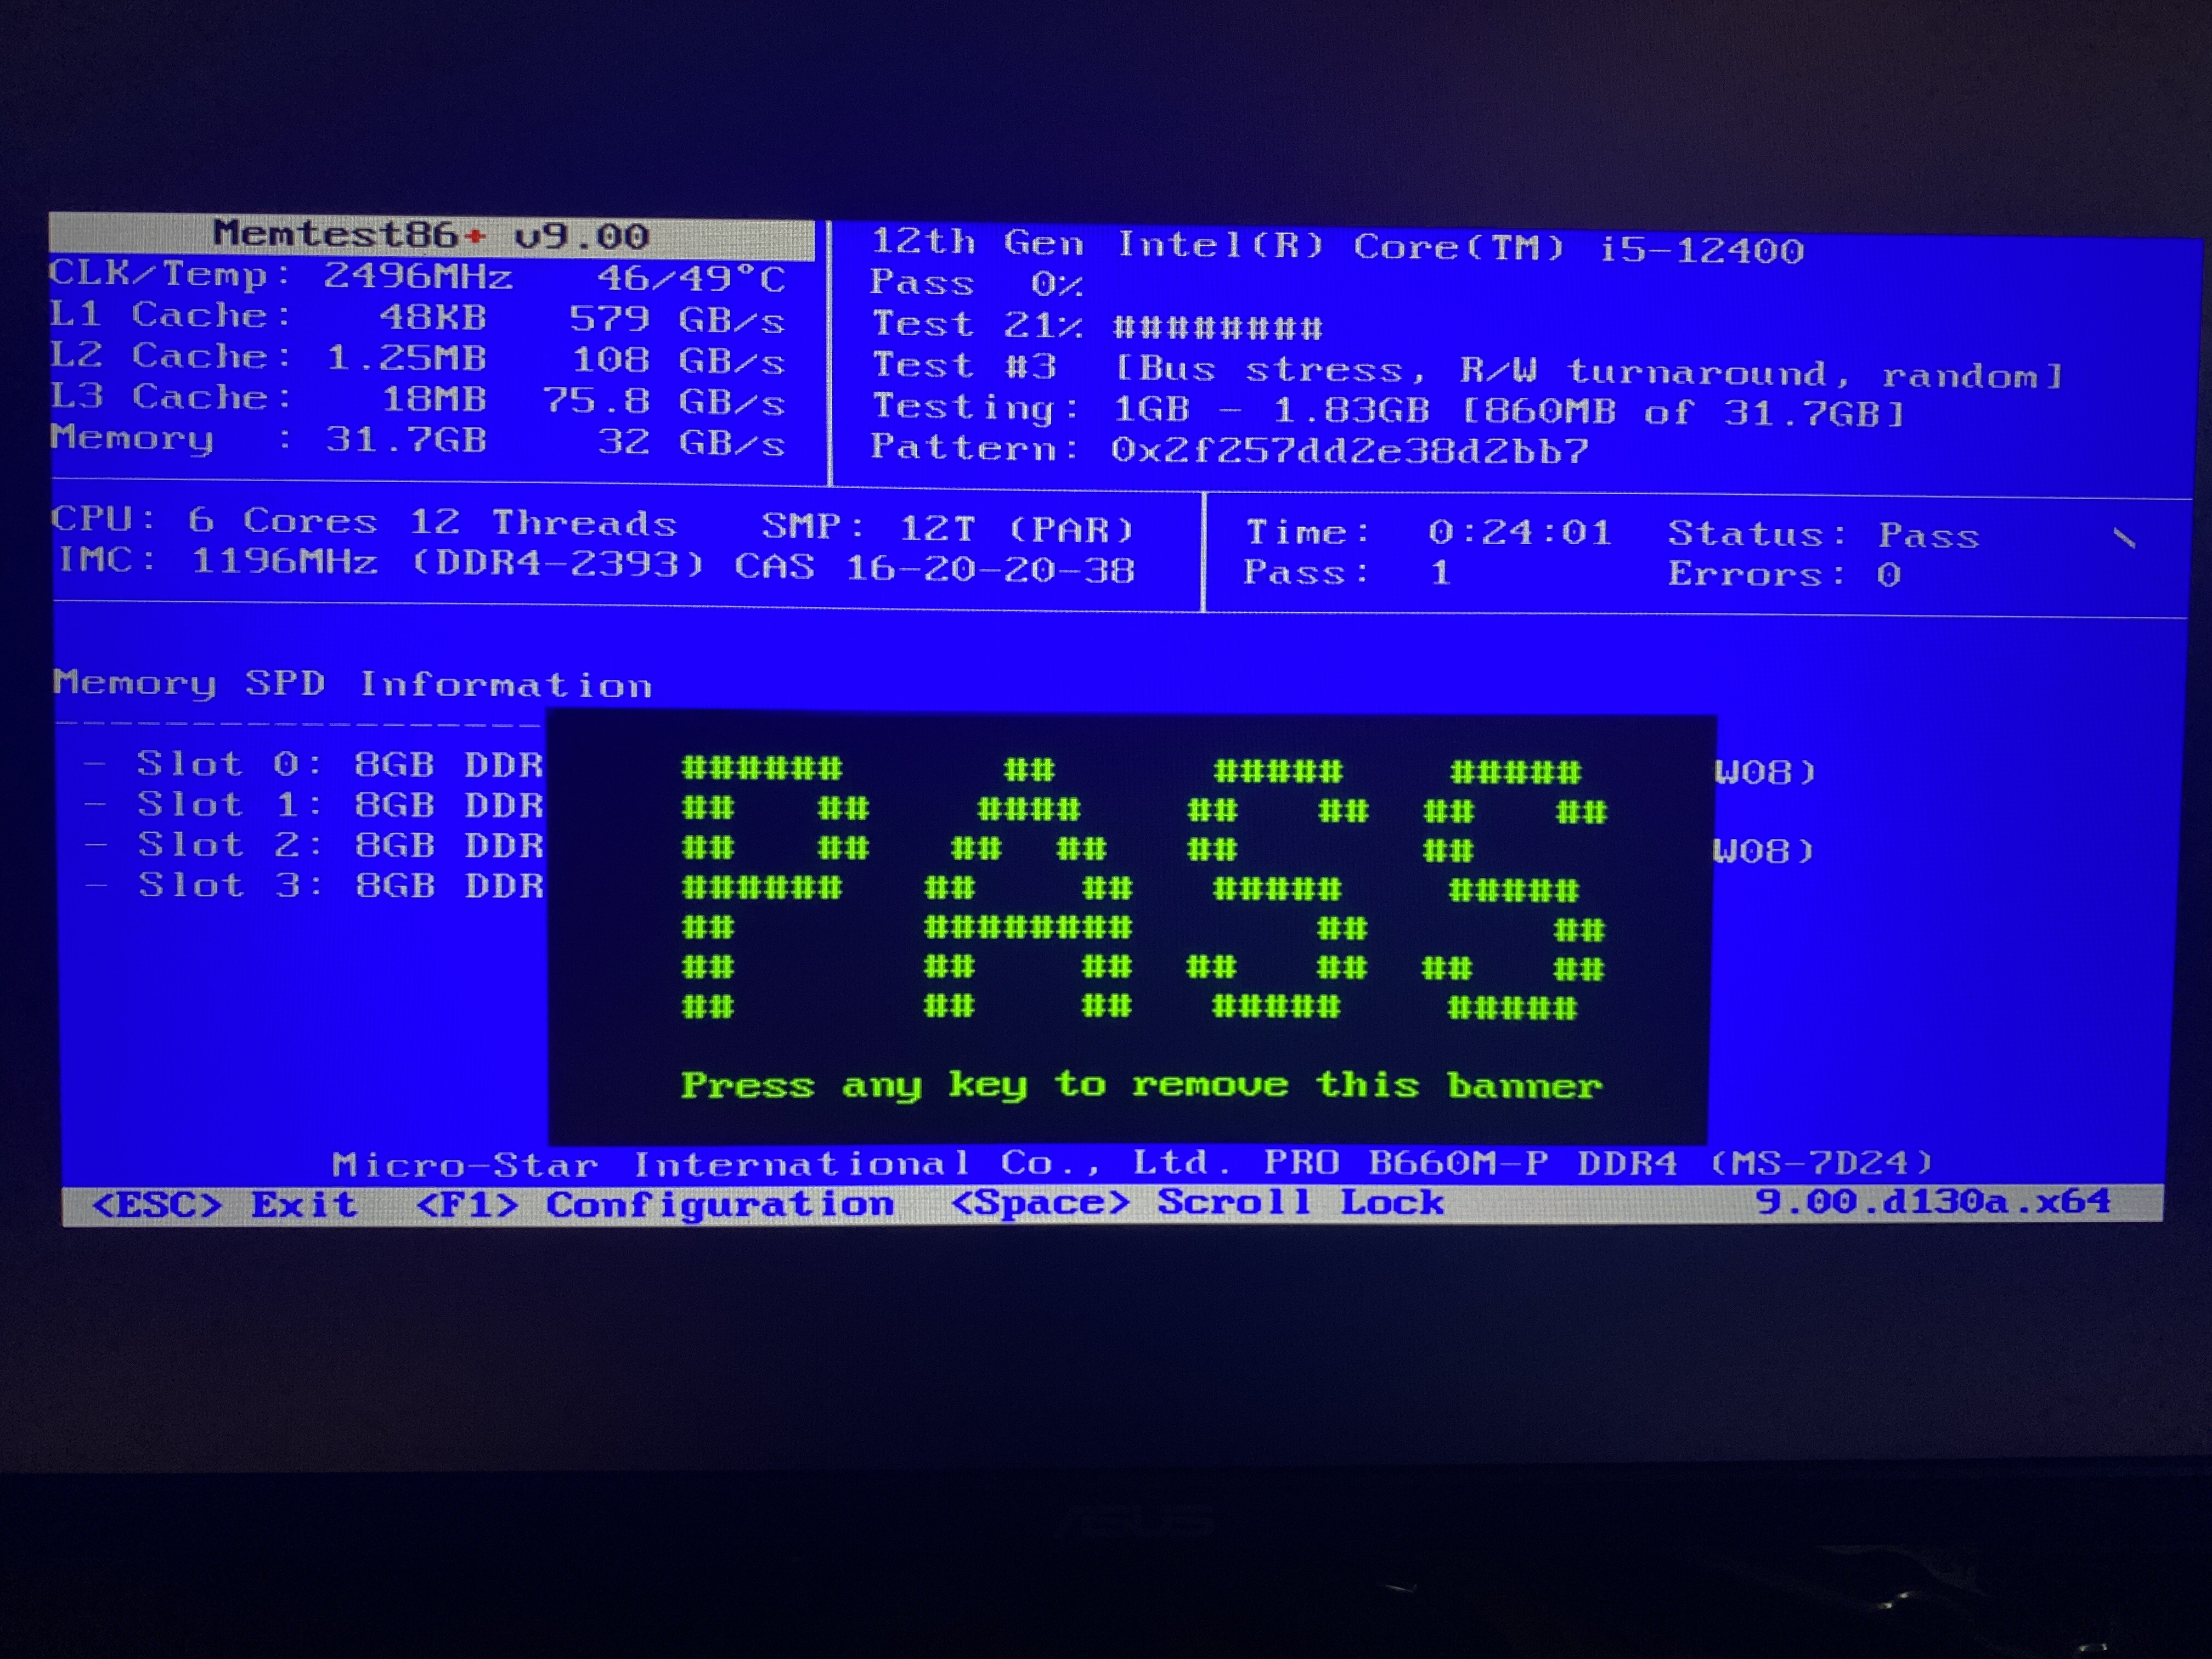 Memtest86+ v9.00
CLK/Temp: 2496MHz 46/49°C
L1 Cache: 48KB 579 GB/s
L2 Cache: 1.25MB 108 GB/s
L3 Cache: 18MB 75.8 GB/s
Memory : 31.7GB 32 GB/s
12th Gen Intel(R) Core(TM) i5-12400
Pass 0%
Test 21% ########
Test #3 [Bus stress, R/W turnaround, random]
Testing: 1GB - 1.83GB [860MB of 31.7GB]
Pattern: 0x2f257dd2e38d2bb7
CPU: 6 Cores 12 Threads SMP: 12T (PAR)
IMC: 1196MHz (DDR4-2393) CAS 16-20-20-38
Time: 0:24:01 Status: Pass \
Pass: 1 Errors: 0
Memory SPD Information
- Slot 0: 8GB DDR W08)
- Slot 1: 8GB DDR
- Slot 2: 8GB DDR W08)
- Slot 3: 8GB DDR
PASS
Press any key to remove this banner
Micro-Star International Co., Ltd. PRO B660M-P DDR4 (MS-7D24)
<ESC> Exit <F1> Configuration <Space> Scroll Lock 9.00.d130a.x64
ASUS